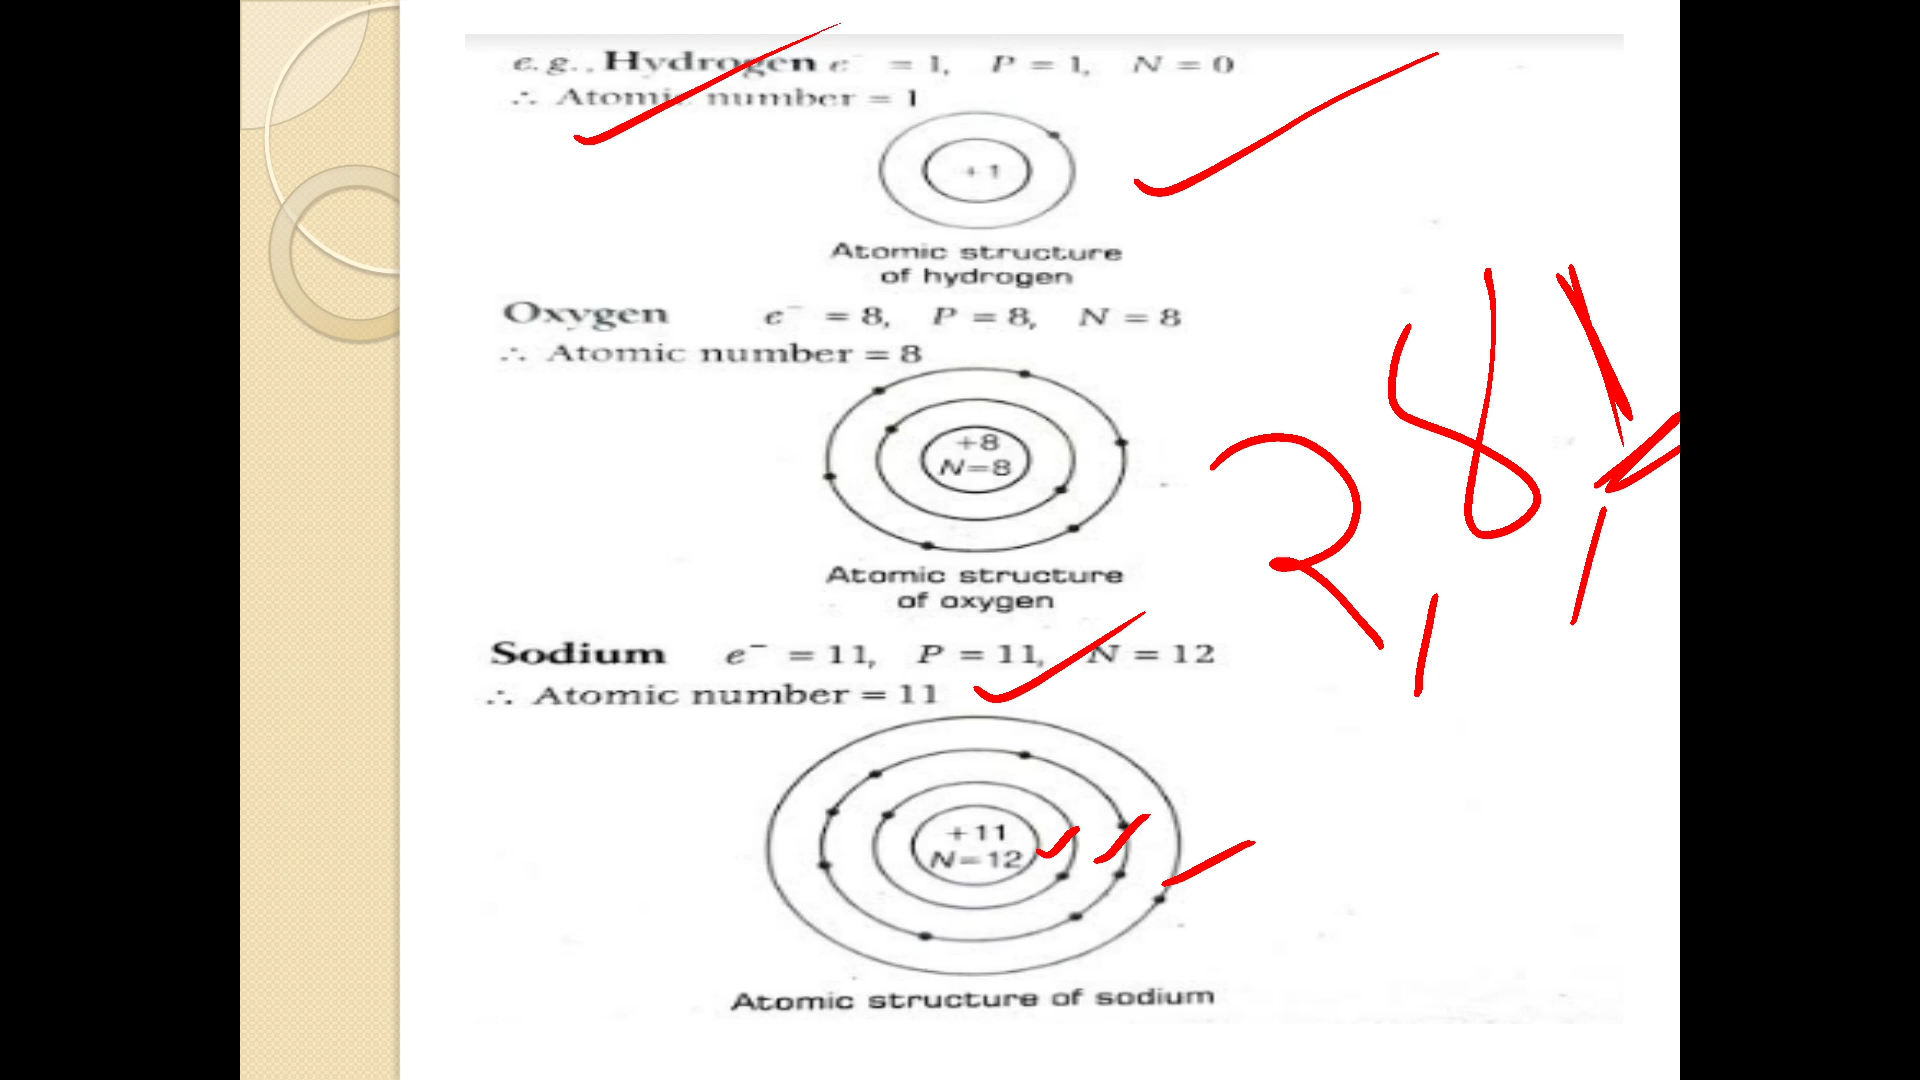 e.g., Hydrogen e⁻ = 1, P = 1, N = 0
∴ Atomic number = 1
+1
Atomic structure
of hydrogen
Oxygen e⁻ = 8, P = 8, N = 8
∴ Atomic number = 8
+8
N=8
Atomic structure
of oxygen
2, 8,
Sodium e⁻ = 11, P = 11, N = 12
∴ Atomic number = 11
+11
N=12
Atomic structure of sodium